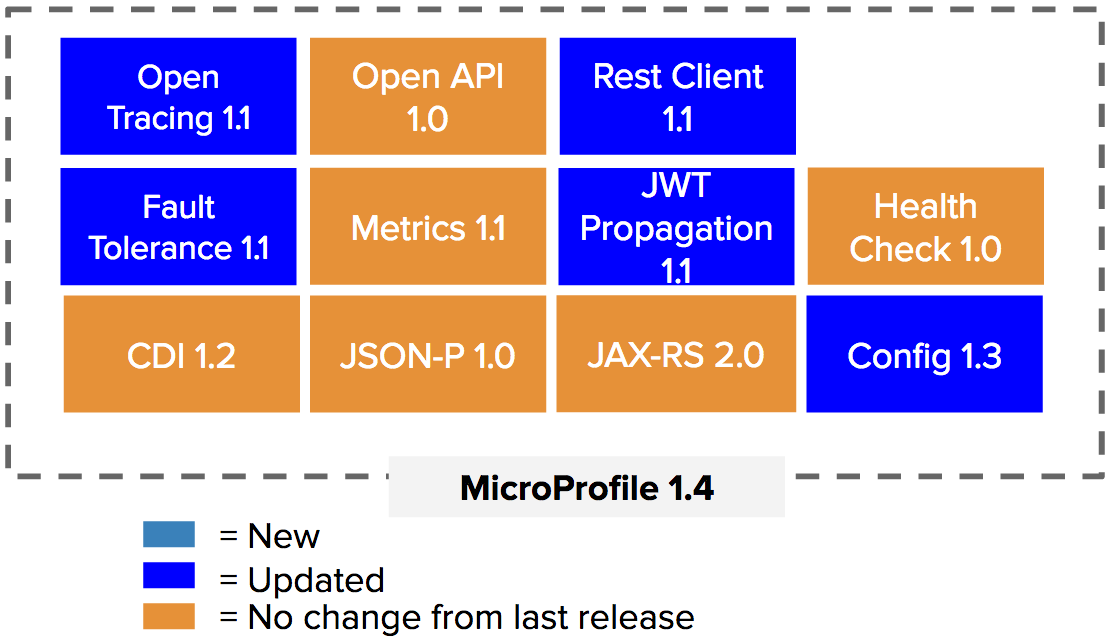 Open
Tracing 1.1
Open API
1.0
Rest Client
1.1
Fault
Tolerance 1.1
Metrics 1.1
JWT
Propagation
1.1
Health
Check 1.0
CDI 1.2
JSON-P 1.0
JAX-RS 2.0
Config 1.3
MicroProfile 1.4
= New
= Updated
= No change from last release